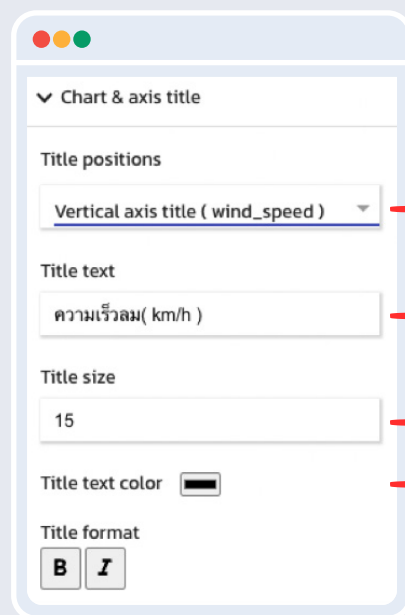 Chart & axis title
Title positions
Vertical axis title ( wind_speed )
Title text
ความเร็วลม( km/h )
Title size
15
Title text color
Title format
B I